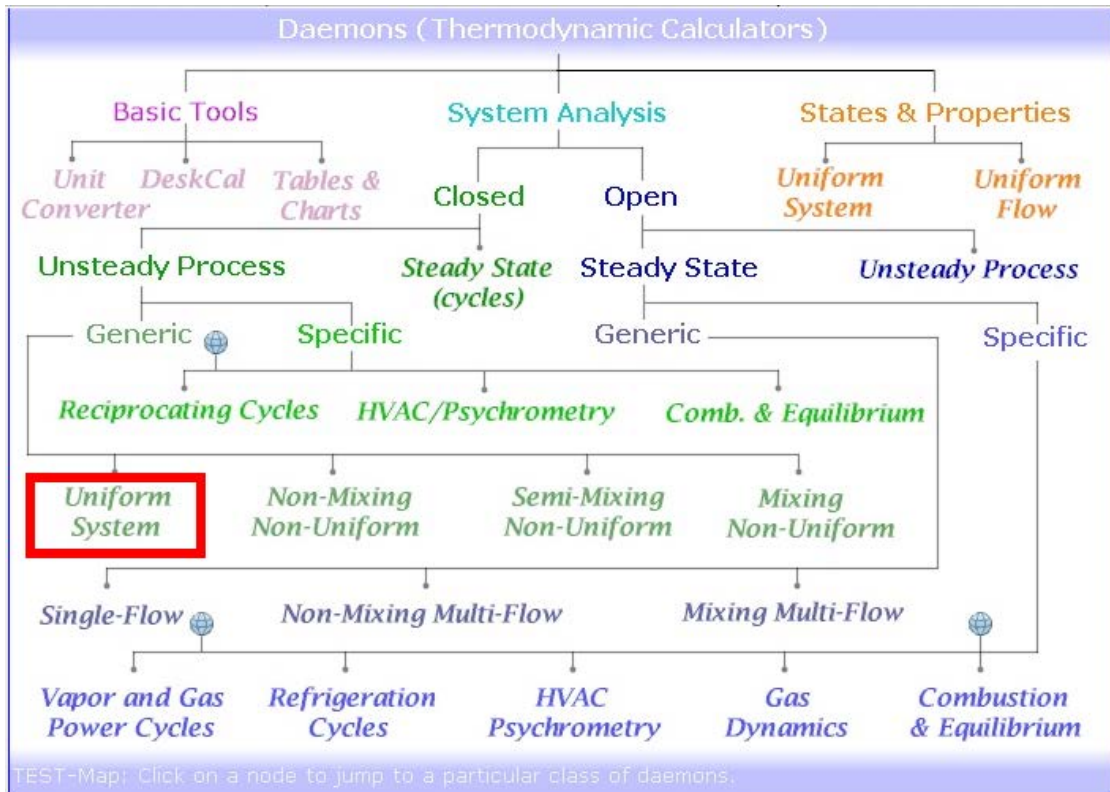 Daemons (Thermodynamic Calculators)
Basic Tools
System Analysis
States & Properties
Unit
Converter
DeskCal
Tables &
Charts
Closed
Open
Uniform
System
Uniform
Flow
Unsteady Process
Steady State
(cycles)
Steady State
Unsteady Process
Generic
Specific
Generic
Specific
Reciprocating Cycles
HVAC/Psychrometry
Comb. & Equilibrium
Uniform
System
Non-Mixing
Non-Uniform
Semi-Mixing
Non-Uniform
Mixing
Non-Uniform
Single-Flow
Non-Mixing Multi-Flow
Mixing Multi-Flow
Vapor and Gas
Power Cycles
Refrigeration
Cycles
HVAC
Psychrometry
Gas
Dynamics
Combustion
& Equilibrium
TEST-Map: Click on a node to jump to a particular class of daemons.